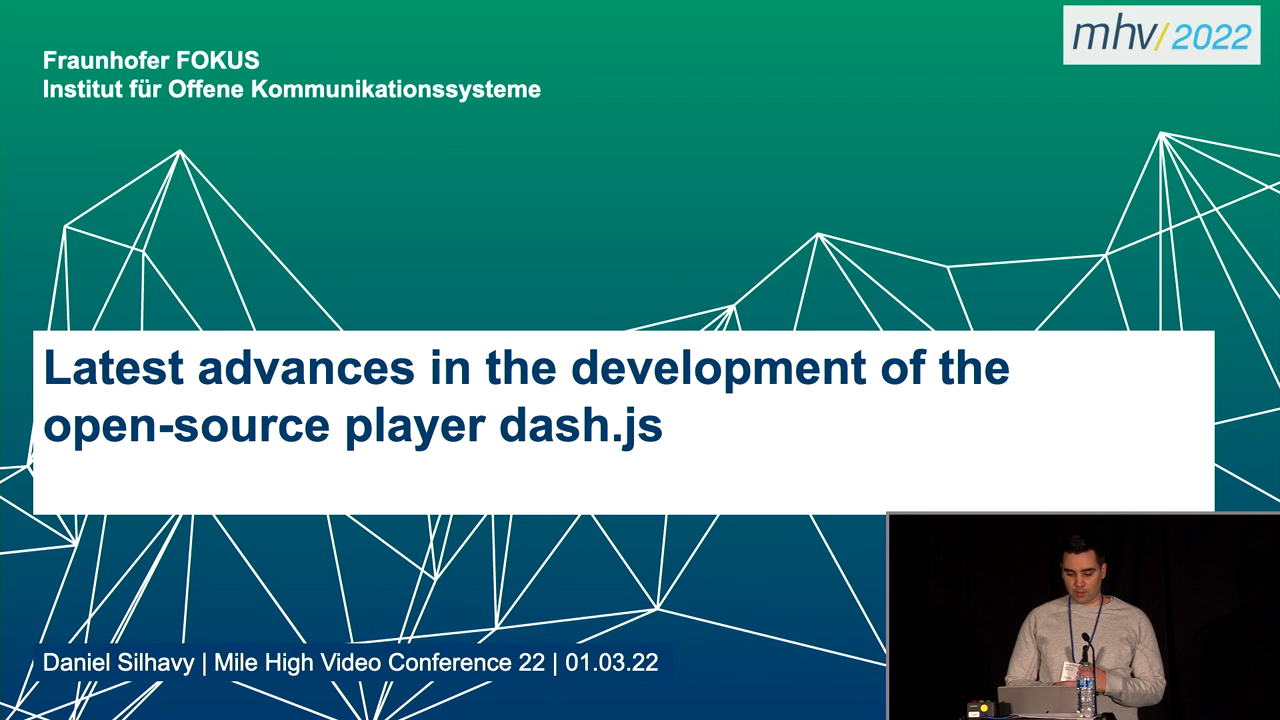 Fraunhofer FOKUS
Institut für Offene Kommunikationssysteme
mhv/2022
Latest advances in the development of the
open-source player dash.js
Daniel Silhavy | Mile High Video Conference 22 | 01.03.22